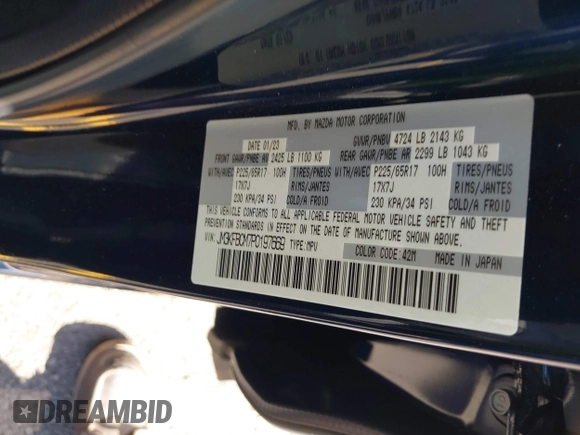 MFD. BY MAZDA MOTOR CORPORATION
DATE 01/23 GVWR/PNBV 4724 LB 2143 KG
FRONT GAWR/PNBE AV 2425 LB 1100 KG REAR GAWR/PNBE AR 2299 LB 1043 KG
WITH/AVEC P225/65R17 100H TIRES/PNEUS WITH/AVEC P225/65R17 100H TIRES/PNEUS
17X7J RIMS/JANTES 17X7J RIMS/JANTES
230 KPA/34 PSI COLD/A FROID 230 KPA/34 PSI COLD/A FROID
THIS VEHICLE CONFORMS TO ALL APPLICABLE FEDERAL MOTOR VEHICLE SAFETY AND THEFT
PREVENTION STANDARDS IN EFFECT ON THE DATE OF MANUFACTURE SHOWN ABOVE.
VIN: JM3KFBCM7P0197669 TYPE: MPV COLOR CODE: 42M MADE IN JAPAN
DREAMBID